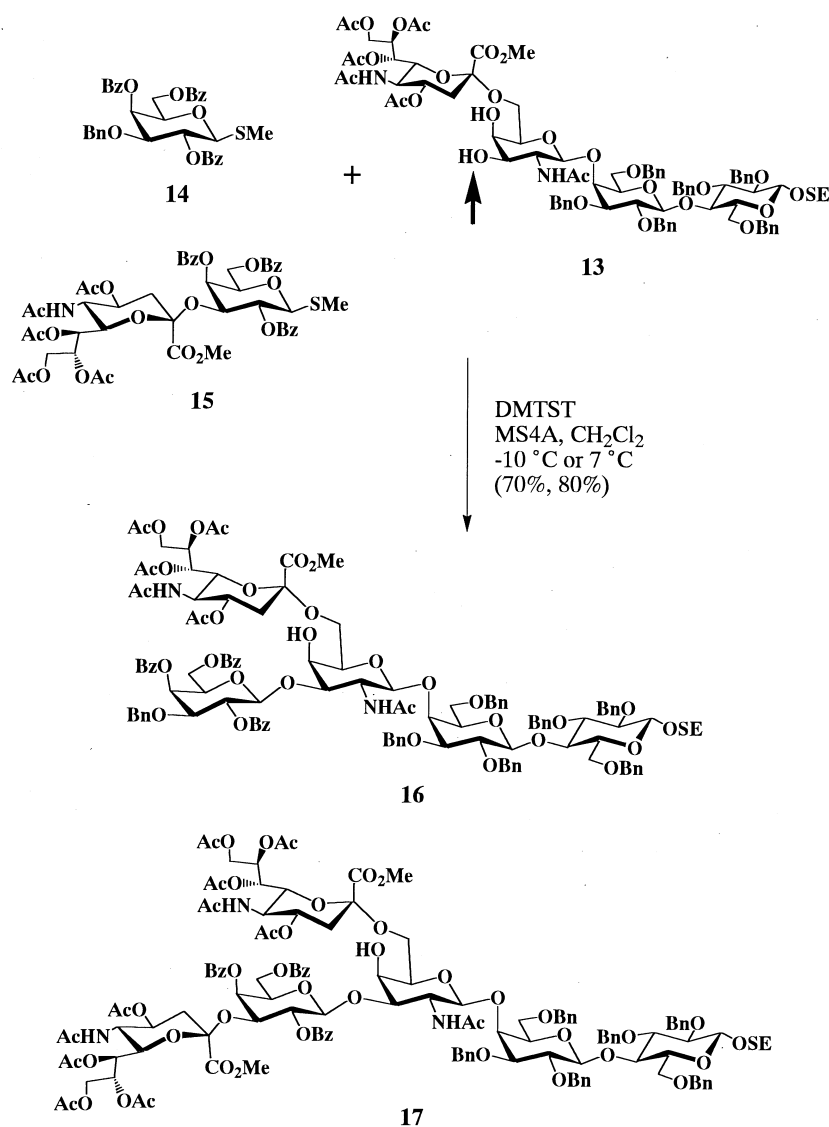 AcO OAc
AcO CO₂Me
AcHN O
AcO O
BzO OBz
O HO
BnO SMe O
OBz HO O OBn BnO
14 + NHAc O BnO OSE
BnO O O
OBn OBn
13
BzO OBz
AcO O
AcHN O SMe
AcO O OBz
CO₂Me
AcO OAc
15
DMTST
MS4A, CH₂Cl₂
-10 °C or 7 °C
(70%, 80%)
AcO OAc
AcO CO₂Me
AcHN O
AcO O
HO
BzO OBz O
O O O OBn
BnO NHAc O BnO BnO OSE
OBz BnO O O
OBn OBn
16
AcO OAc
AcO CO₂Me
AcHN O
AcO O
HO
BzO OBz O
AcO O O O
AcHN O NHAc OBn BnO
AcO O OBz O BnO OSE
CO₂Me BnO O O
AcO OAc OBn OBn
17